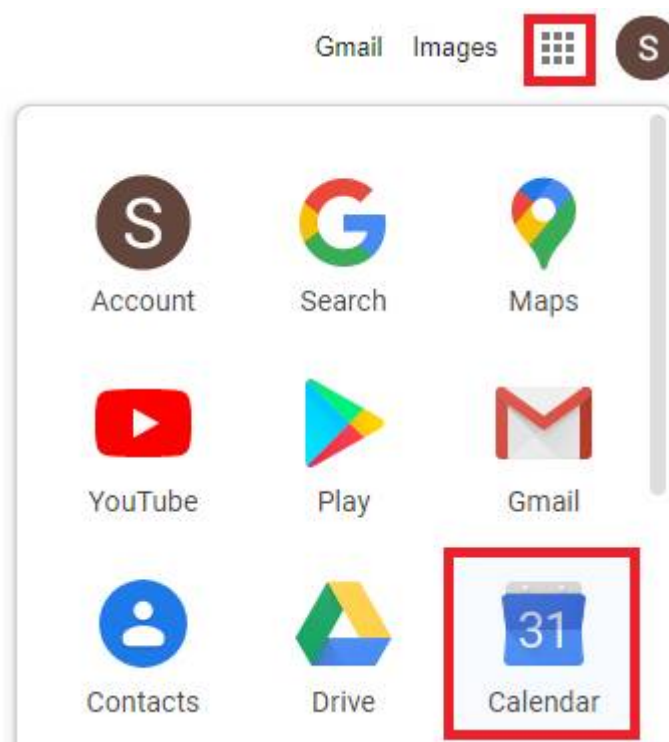 Gmail Images S
S
Account Search Maps
YouTube Play Gmail
31
Contacts Drive Calendar